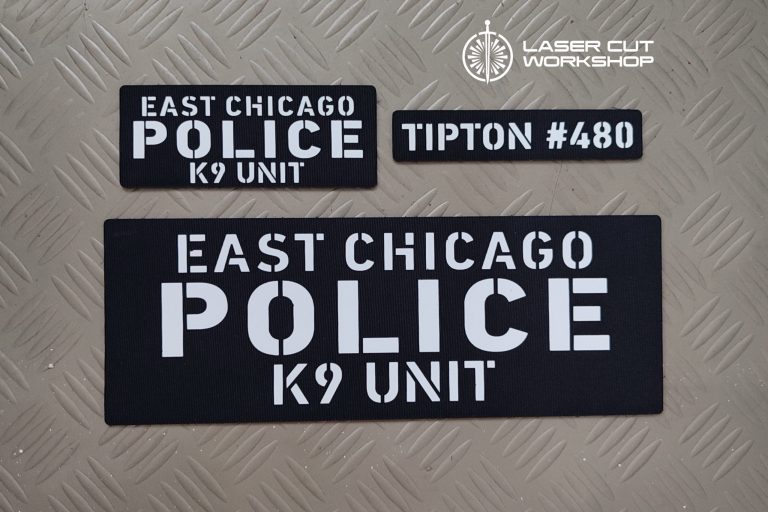 LASER CUT
WORKSHOP
EAST CHICAGO
POLICE
K9 UNIT
TIPTON #480
EAST CHICAGO
POLICE
K9 UNIT